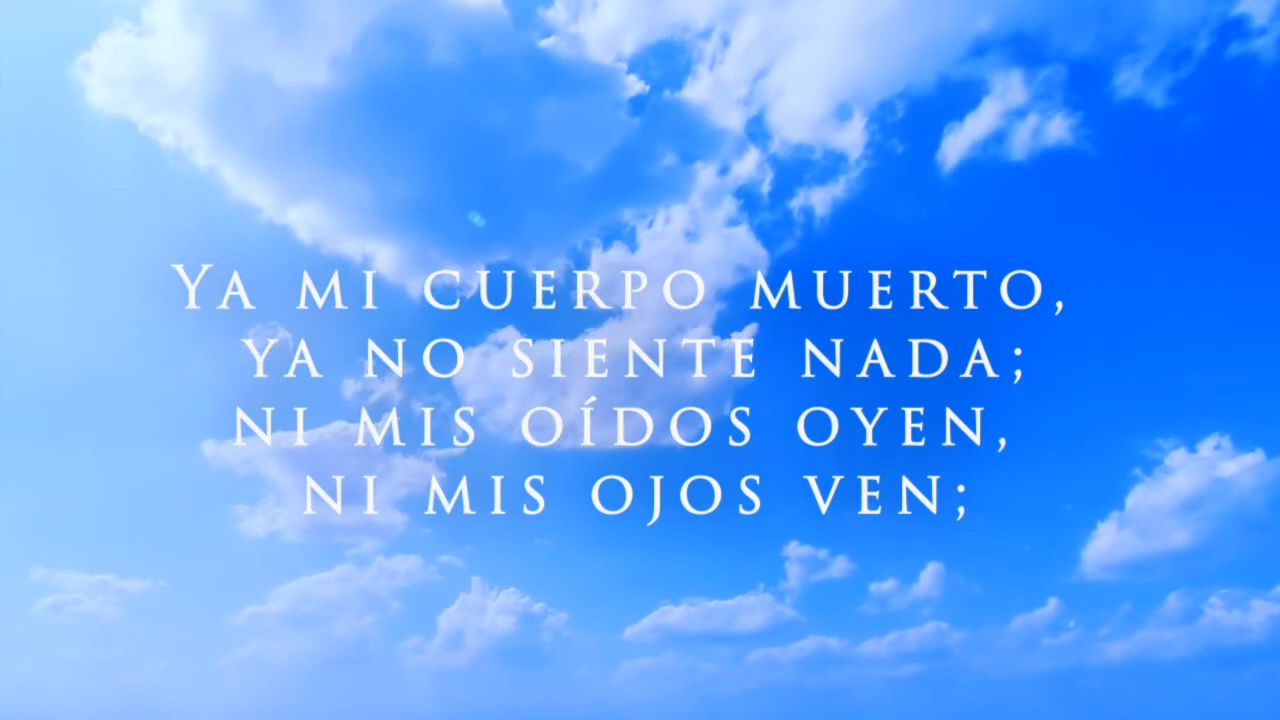 Ya mi cuerpo muerto,
ya no siente nada;
ni mis oídos oyen,
ni mis ojos ven;